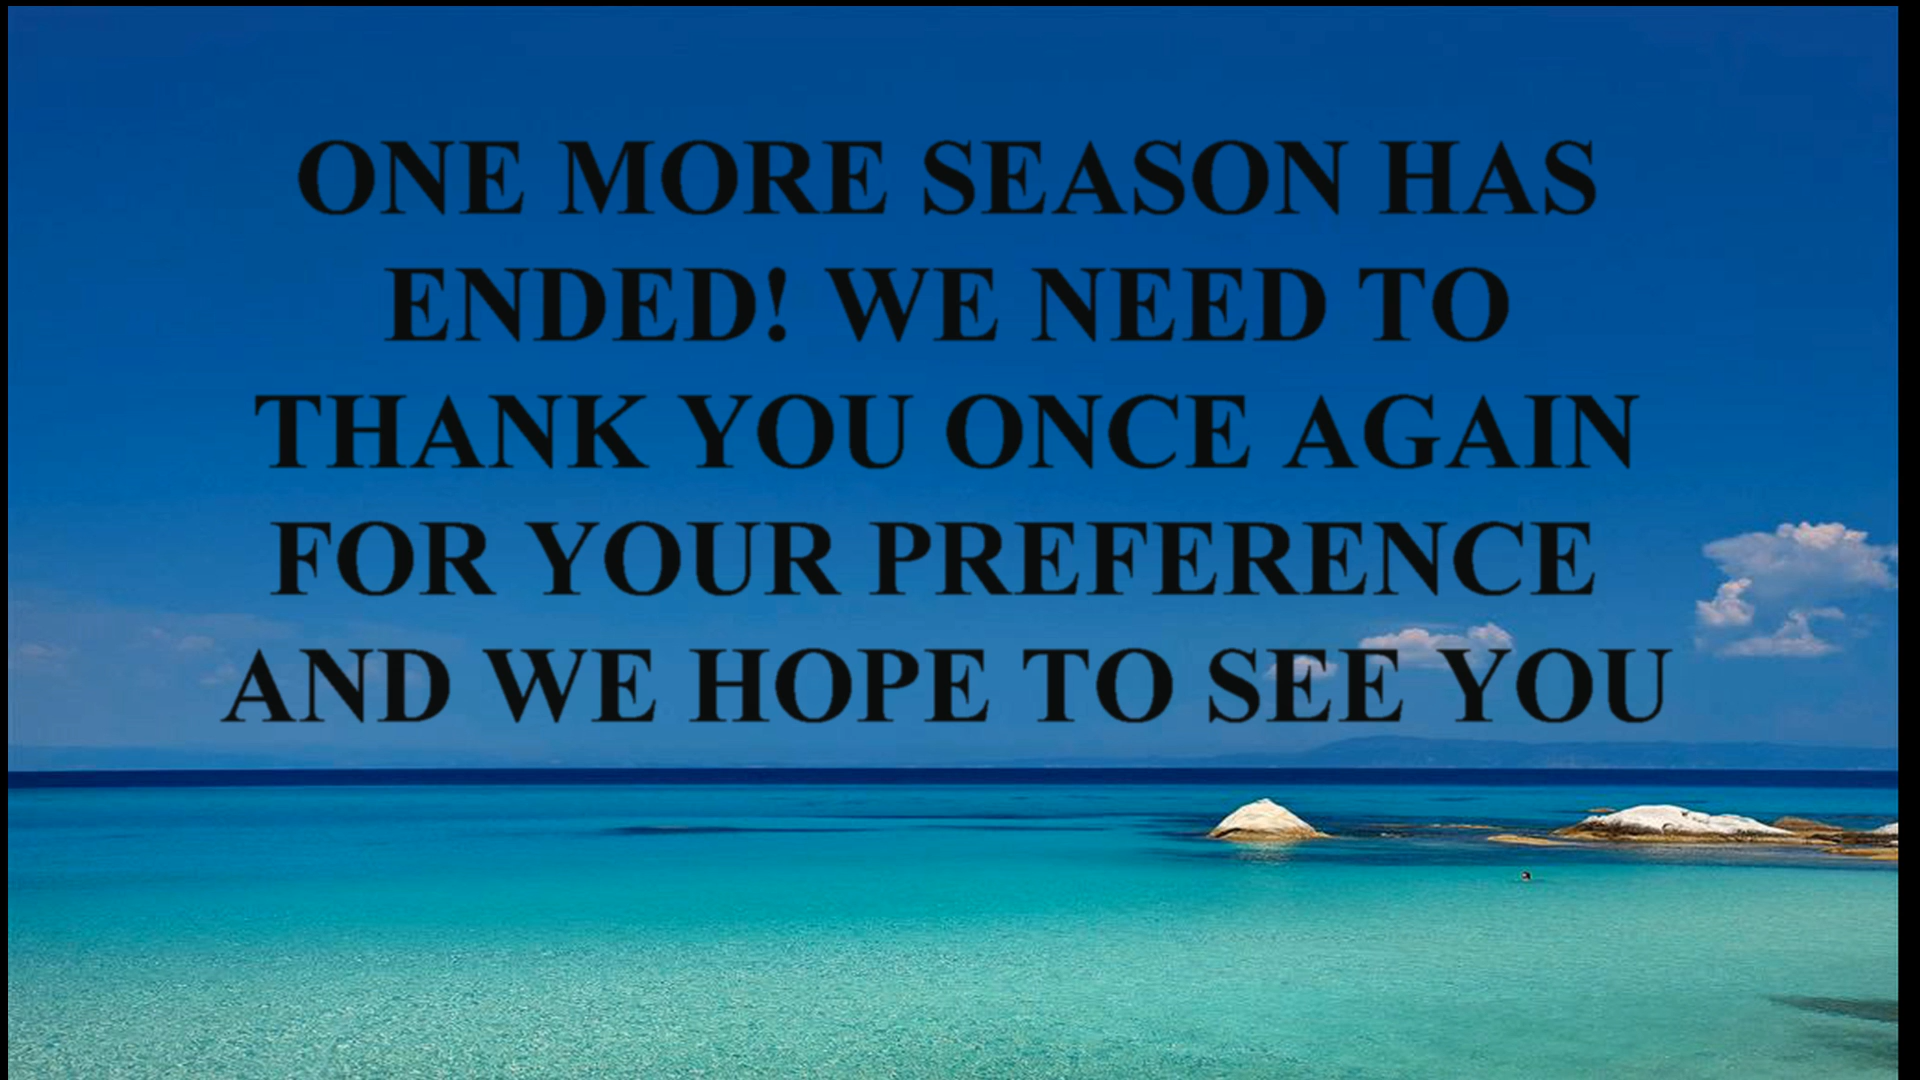 ONE MORE SEASON HAS
ENDED! WE NEED TO
THANK YOU ONCE AGAIN
FOR YOUR PREFERENCE
AND WE HOPE TO SEE YOU